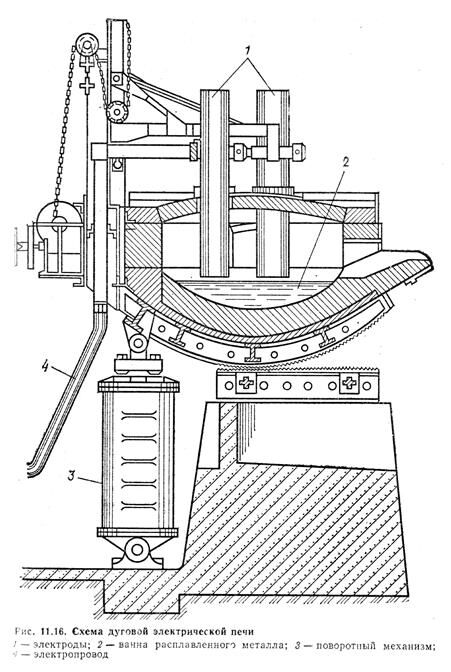 1
2
4
3
Рис. 11.16. Схема дуговой электрической печи
1 — электроды; 2 — ванна расплавленного металла; 3 — поворотный механизм;
4 — электропровод